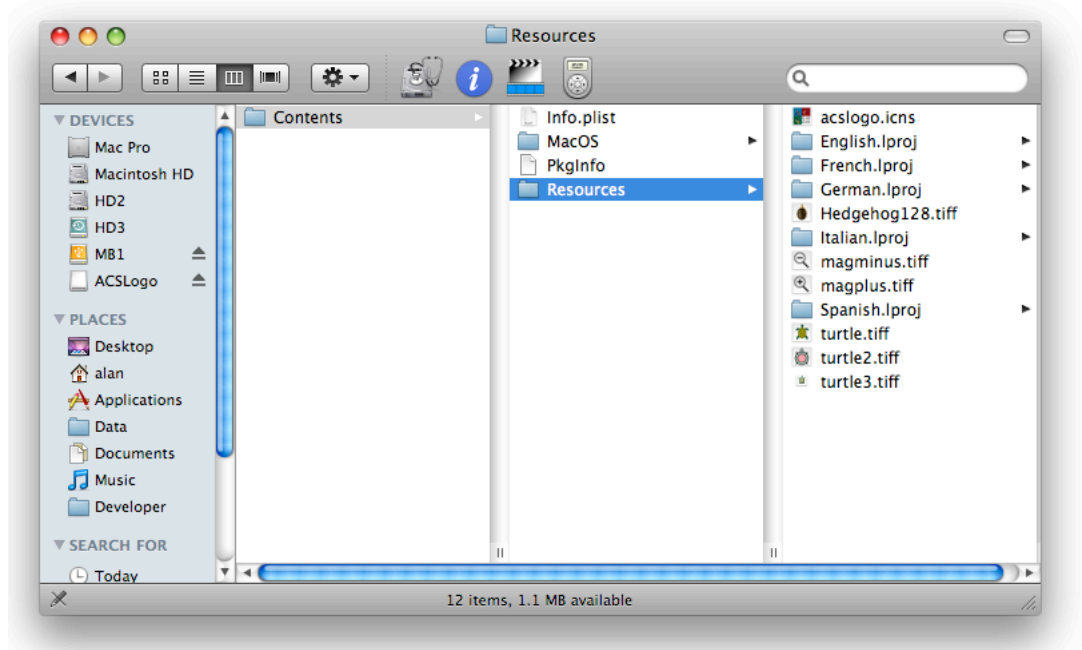 Resources
DEVICES
Mac Pro
Macintosh HD
HD2
HD3
MB1
ACSLogo
PLACES
Desktop
alan
Applications
Data
Documents
Music
Developer
SEARCH FOR
Today
Contents
Info.plist
MacOS
PkgInfo
Resources
acslogo.icns
English.lproj
French.lproj
German.lproj
Hedgehog128.tiff
Italian.lproj
magminus.tiff
magplus.tiff
Spanish.lproj
turtle.tiff
turtle2.tiff
turtle3.tiff
12 items, 1.1 MB available